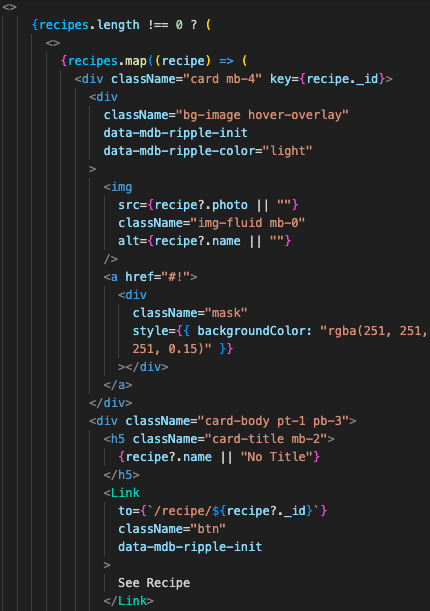 <>
{recipes.length !== 0 ? (
<>
{recipes.map((recipe) => (
<div className="card mb-4" key={recipe._id}>
<div
className="bg-image hover-overlay"
data-mdb-ripple-init
data-mdb-ripple-color="light"
>
<img
src={recipe?.photo || ""}
className="img-fluid mb-0"
alt={recipe?.name || ""}
/>
<a href="#!">
<div
className="mask"
style={{ backgroundColor: "rgba(251, 251,
251, 0.15)" }}
></div>
</a>
</div>
<div className="card-body pt-1 pb-3">
<h5 className="card-title mb-2">
{recipe?.name || "No Title"}
</h5>
<Link
to={`/recipe/${recipe?._id}`}
className="btn"
data-mdb-ripple-init
>
See Recipe
</Link>